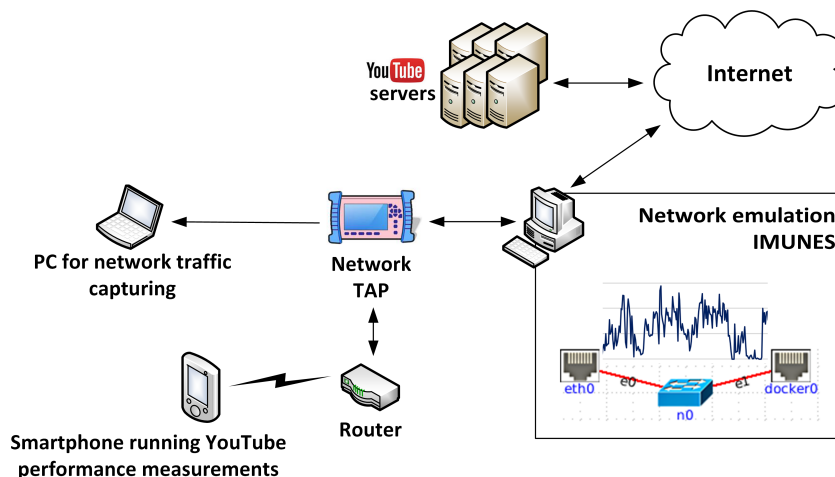 YouTube
servers
Internet
Network emulation
IMUNES
PC for network traffic
capturing
Network
TAP
eth0
e0
e1
docker0
n0
Router
Smartphone running YouTube
performance measurements